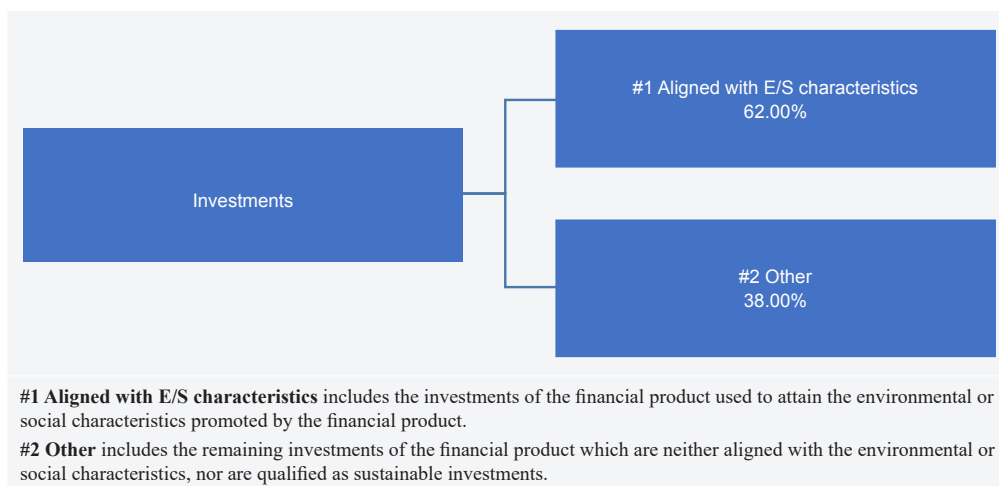 #1 Aligned with E/S characteristics
62.00%
Investments
#2 Other
38.00%
#1 Aligned with E/S characteristics includes the investments of the financial product used to attain the environmental or
social characteristics promoted by the financial product.
#2 Other includes the remaining investments of the financial product which are neither aligned with the environmental or
social characteristics, nor are qualified as sustainable investments.